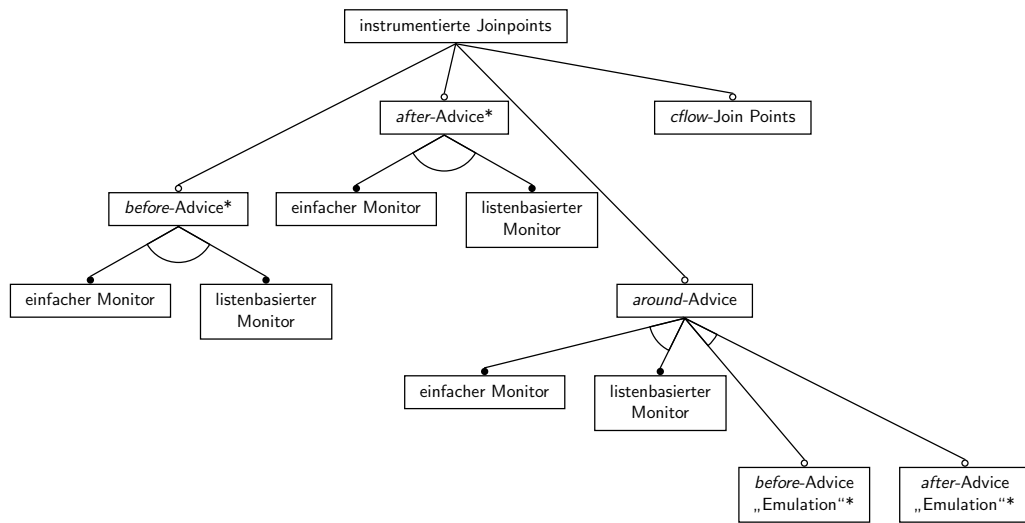 instrumentierte Joinpoints
after-Advice*
cflow-Join Points
before-Advice*
einfacher Monitor
listenbasierter
Monitor
einfacher Monitor
listenbasierter
Monitor
around-Advice
einfacher Monitor
listenbasierter
Monitor
before-Advice
„Emulation“*
after-Advice
„Emulation“*